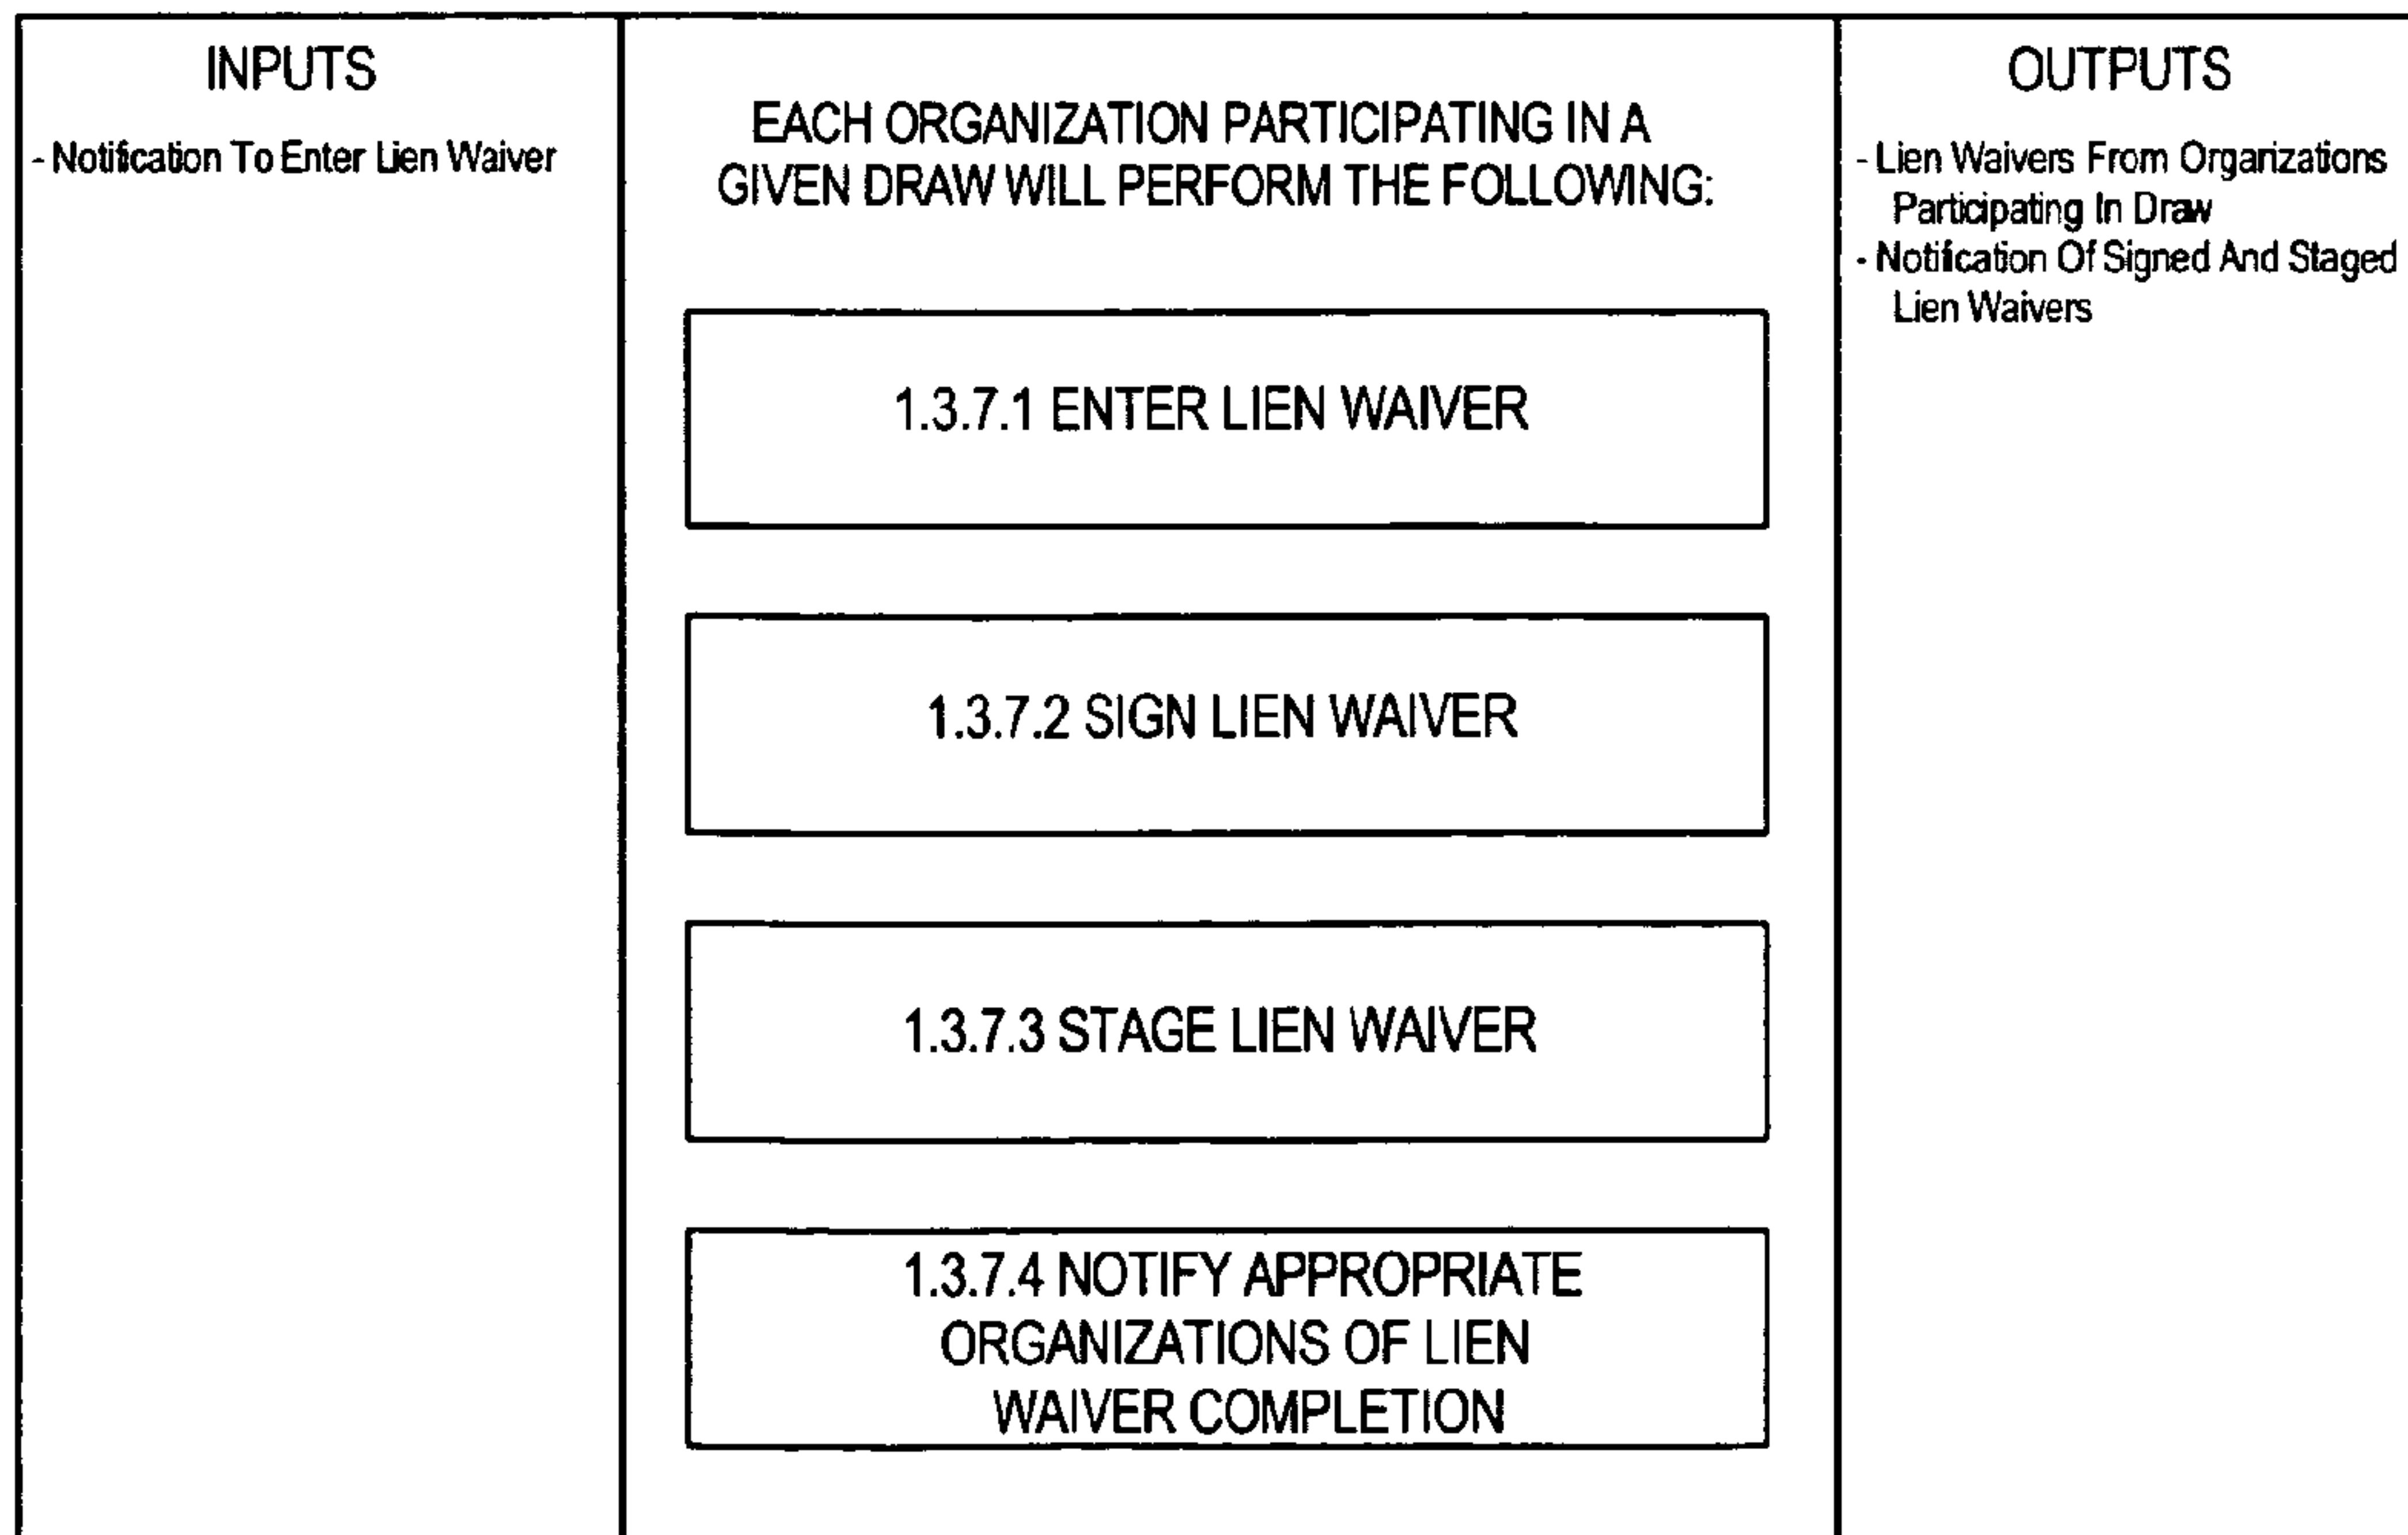 INPUTS
- Notification To Enter Lien Waiver
EACH ORGANIZATION PARTICIPATING IN A
GIVEN DRAW WILL PERFORM THE FOLLOWING:
1.3.7.1 ENTER LIEN WAIVER
1.3.7.2 SIGN LIEN WAIVER
1.3.7.3 STAGE LIEN WAIVER
1.3.7.4 NOTIFY APPROPRIATE
ORGANIZATIONS OF LIEN
WAIVER COMPLETION
OUTPUTS
- Lien Waivers From Organizations
Participating In Draw
- Notification Of Signed And Staged
Lien Waivers